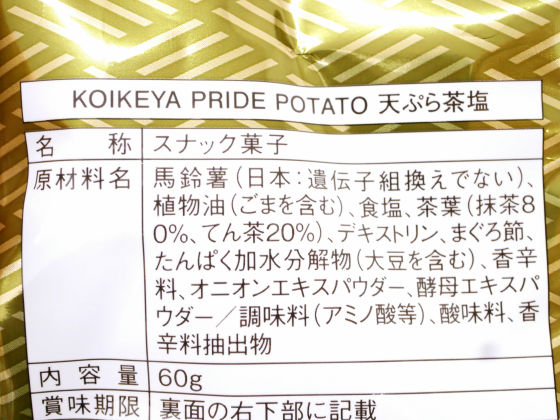 KOIKEYA PRIDE POTATO 天ぷら茶塩
名 称 スナック菓子
原材料名 馬鈴薯(日本:遺伝子組換えでない)、
植物油(ごまを含む)、食塩、茶葉(抹茶8
0%、てん茶20%)、デキストリン、まぐろ節、
たんぱく加水分解物(大豆を含む)、香辛
料、オニオンエキスパウダー、酵母エキスパ
ウダー/調味料(アミノ酸等)、酸味料、香
辛料抽出物
内 容 量 60g
賞味期限 裏面の右下部に記載